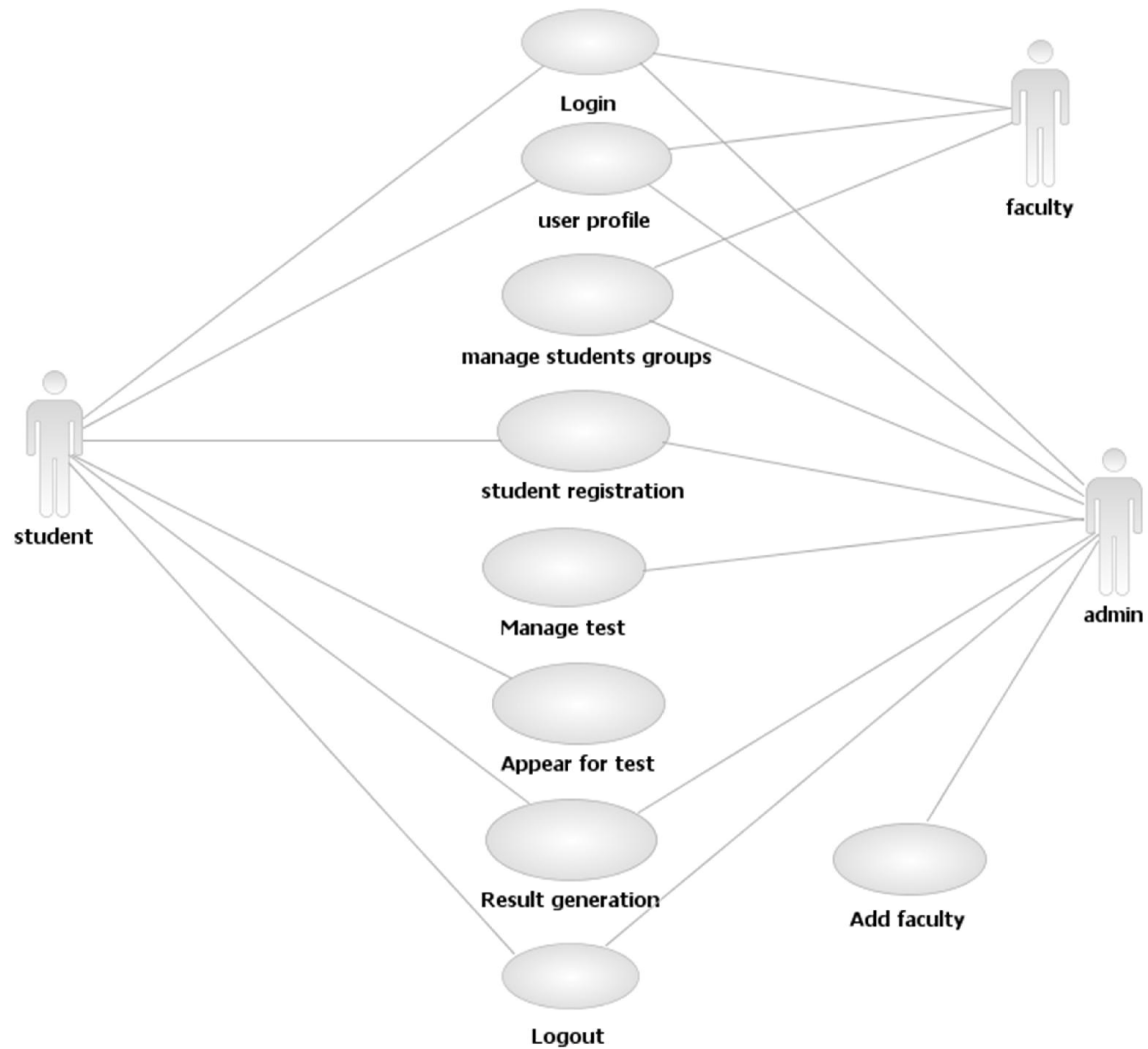 Login
user profile
faculty
manage students groups
student registration
student
Manage test
admin
Appear for test
Result generation
Add faculty
Logout